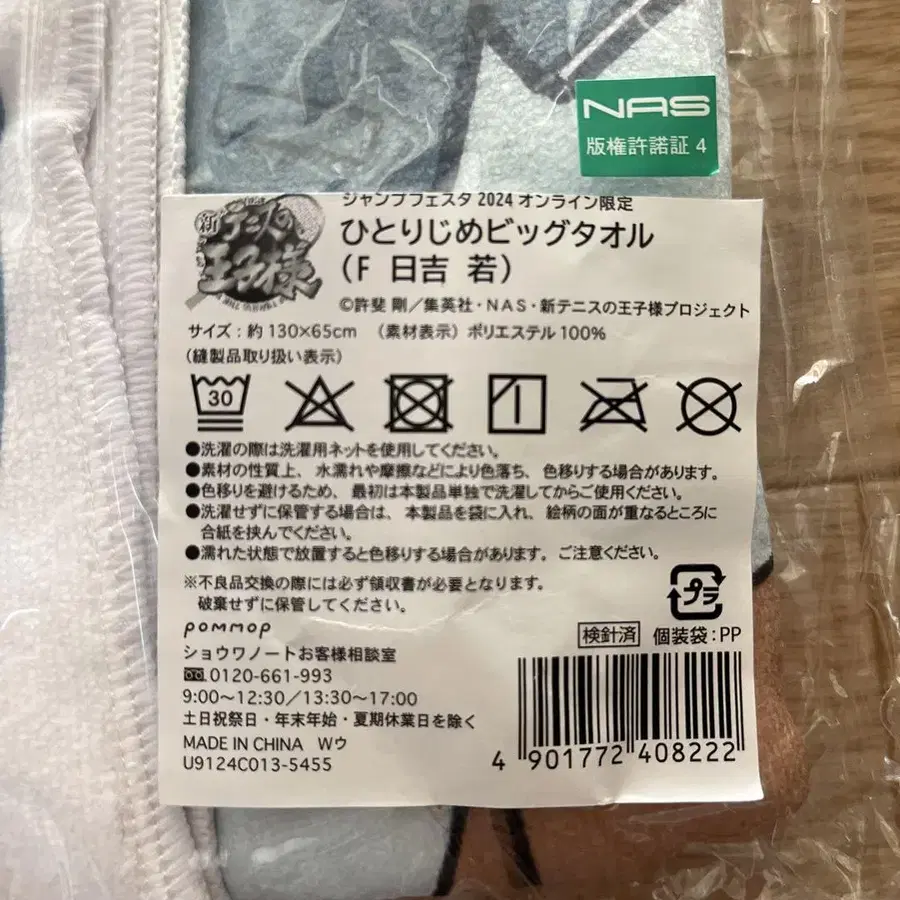 NAS
版権許諾証 4
ジャンプフェスタ 2024 オンライン限定
新テニスの王子様
ひとりじめビッグタオル
(F 日吉 若)
©許斐 剛/集英社・NAS・新テニスの王子様プロジェクト
サイズ:約 130×65cm (素材表示) ポリエステル 100%
(縫製品取り扱い表示)
30
●洗濯の際は洗濯用ネットを使用してください。
●素材の性質上、水濡れや摩擦などにより色落ち、色移りする場合があります。
●色移りを避けるため、最初は本製品単独で洗濯してからご使用ください。
●洗濯せずに保管する場合は、本製品を袋に入れ、絵柄の面が重なるところに
合紙を挟んでください。
●濡れた状態で放置すると色移りする場合があります。ご注意ください。
※不良品交換の際には必ず領収書が必要となります。
破棄せずに保管してください。
プラ
pommop
検針済 個装袋:PP
ショウワノートお客様相談室
0120-661-993
9:00〜12:30/13:30〜17:00
土日祝祭日・年末年始・夏期休業日を除く
MADE IN CHINA Wウ
U9124C013-5455
4 901772 408222